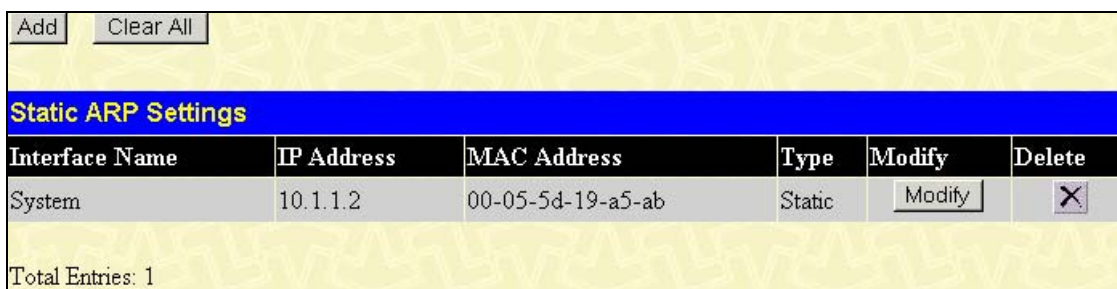 Add Clear All
Static ARP Settings
Interface Name IP Address MAC Address Type Modify Delete
System 10.1.1.2 00-05-5d-19-a5-ab Static Modify X
Total Entries: 1